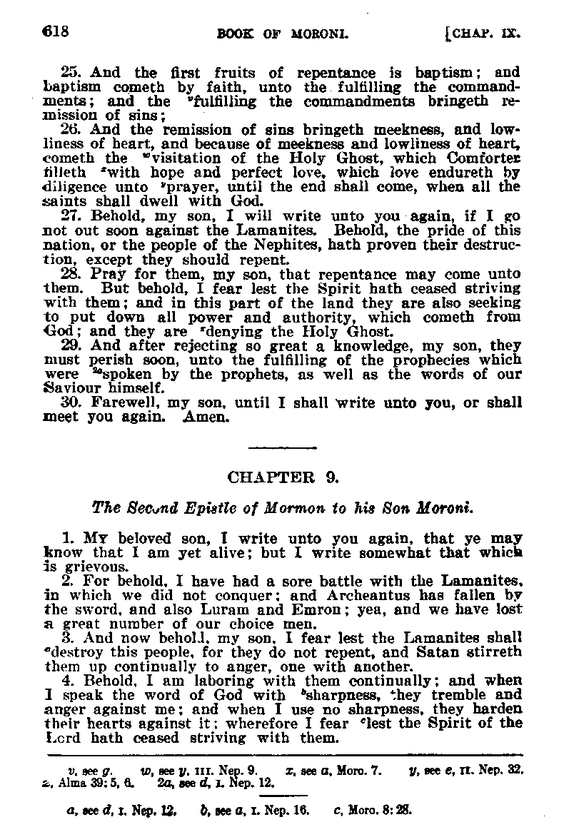 618 BOOK OF MORONI. [CHAP. IX.
25. And the first fruits of repentance is baptism; and
baptism cometh by faith, unto the fulfilling the command-
ments; and the vfulfilling the commandments bringeth re-
mission of sins;
26. And the remission of sins bringeth meekness, and low-
liness of heart, and because of meekness and lowliness of heart,
cometh the wvisitation of the Holy Ghost, which Comforter
filleth xwith hope and perfect love, which love endureth by
diligence unto yprayer, until the end shall come, when all the
saints shall dwell with God.
27. Behold, my son, I will write unto you again, if I go
not out soon against the Lamanites. Behold, the pride of this
nation, or the people of the Nephites, hath proven their destruc-
tion, except they should repent.
28. Pray for them, my son, that repentance may come unto
them. But behold, I fear lest the Spirit hath ceased striving
with them; and in this part of the land they are also seeking
to put down all power and authority, which cometh from
God; and they are zdenying the Holy Ghost.
29. And after rejecting so great a knowledge, my son, they
must perish soon, unto the fulfilling of the prophecies which
were 2aspoken by the prophets, as well as the words of our
Saviour himself.
30. Farewell, my son, until I shall write unto you, or shall
meet you again. Amen.
CHAPTER 9.
The Second Epistle of Mormon to his Son Moroni.
1. MY beloved son, I write unto you again, that ye may
know that I am yet alive; but I write somewhat that which
is grievous.
2. For behold, I have had a sore battle with the Lamanites,
in which we did not conquer; and Archeantus has fallen by
the sword, and also Luram and Emron; yea, and we have lost
a great number of our choice men.
3. And now behold, my son, I fear lest the Lamanites shall
adestroy this people, for they do not repent, and Satan stirreth
them up continually to anger, one with another.
4. Behold, I am laboring with them continually; and when
I speak the word of God with bsharpness, they tremble and
anger against me; and when I use no sharpness, they harden
their hearts against it; wherefore I fear clest the Spirit of the
Lord hath ceased striving with them.
v, see g. w, see y, III. Nep. 9. x, see a, Moro. 7. y, see e, II. Nep. 32.
z, Alma 39: 5, 6. 2a, see d, I. Nep. 12.
a, see d, I. Nep. 12. b, see a, I. Nep. 16. c, Moro. 8: 28.